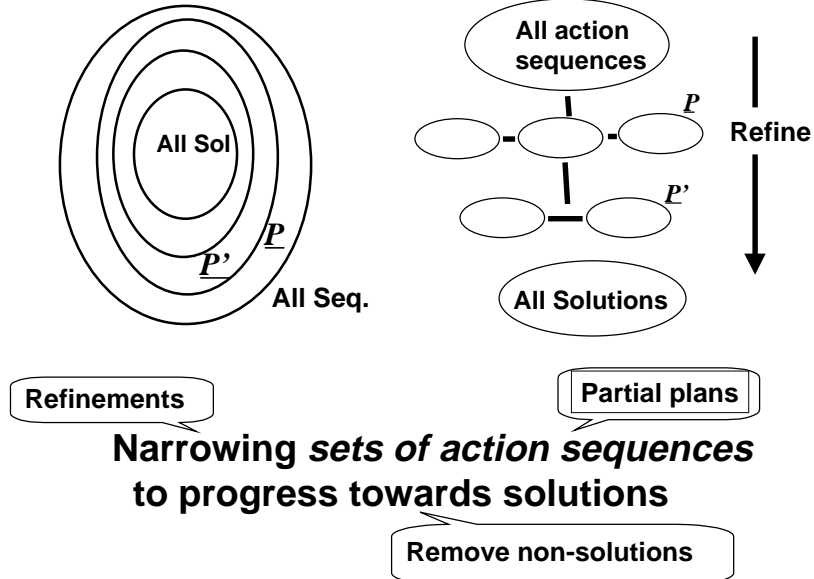 All Sol
P
P’
All Seq.
All action
sequences
P
Refine
P’
All Solutions
Refinements
Partial plans
Narrowing sets of action sequences
to progress towards solutions
Remove non-solutions